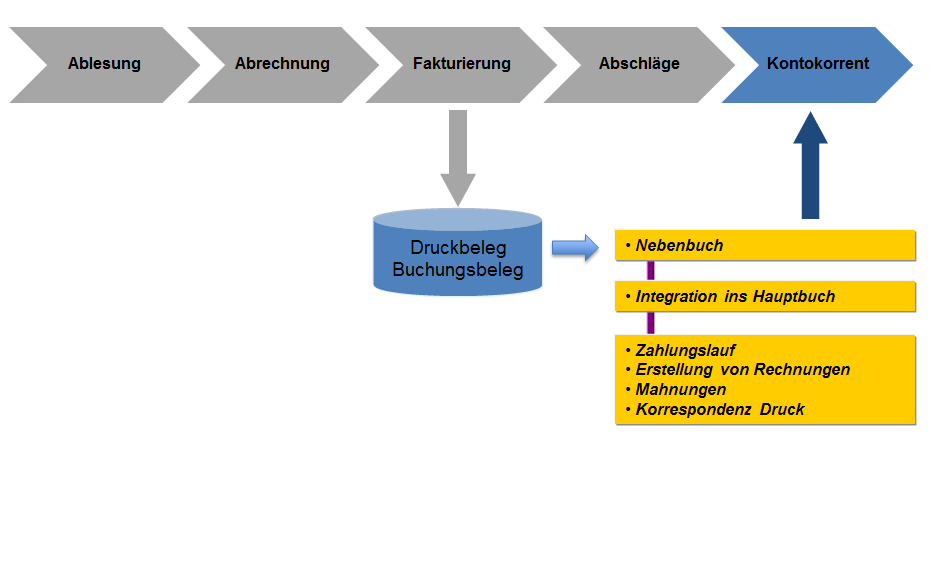 Ablesung
Abrechnung
Fakturierung
Abschläge
Kontokorrent
Druckbeleg
Buchungsbeleg
• Nebenbuch
• Integration ins Hauptbuch
• Zahlungslauf
• Erstellung von Rechnungen
• Mahnungen
• Korrespondenz Druck